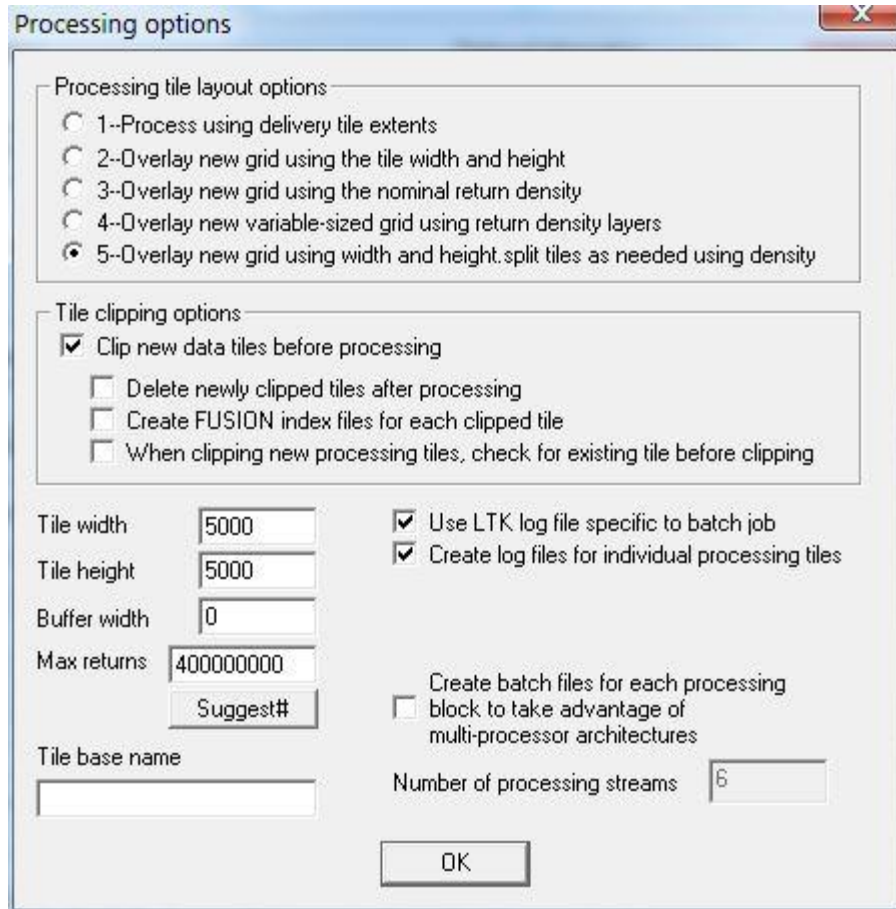 Processing options
Processing tile layout options
1--Process using delivery tile extents
2--Overlay new grid using the tile width and height
3--Overlay new grid using the nominal return density
4--Overlay new variable-sized grid using return density layers
5--Overlay new grid using width and height.split tiles as needed using density
Tile clipping options
Clip new data tiles before processing
Delete newly clipped tiles after processing
Create FUSION index files for each clipped tile
When clipping new processing tiles, check for existing tile before clipping
Tile width 5000
Tile height 5000
Buffer width 0
Max returns 400000000
Suggest#
Tile base name
Use LTK log file specific to batch job
Create log files for individual processing tiles
Create batch files for each processing
block to take advantage of
multi-processor architectures
Number of processing streams 6
OK